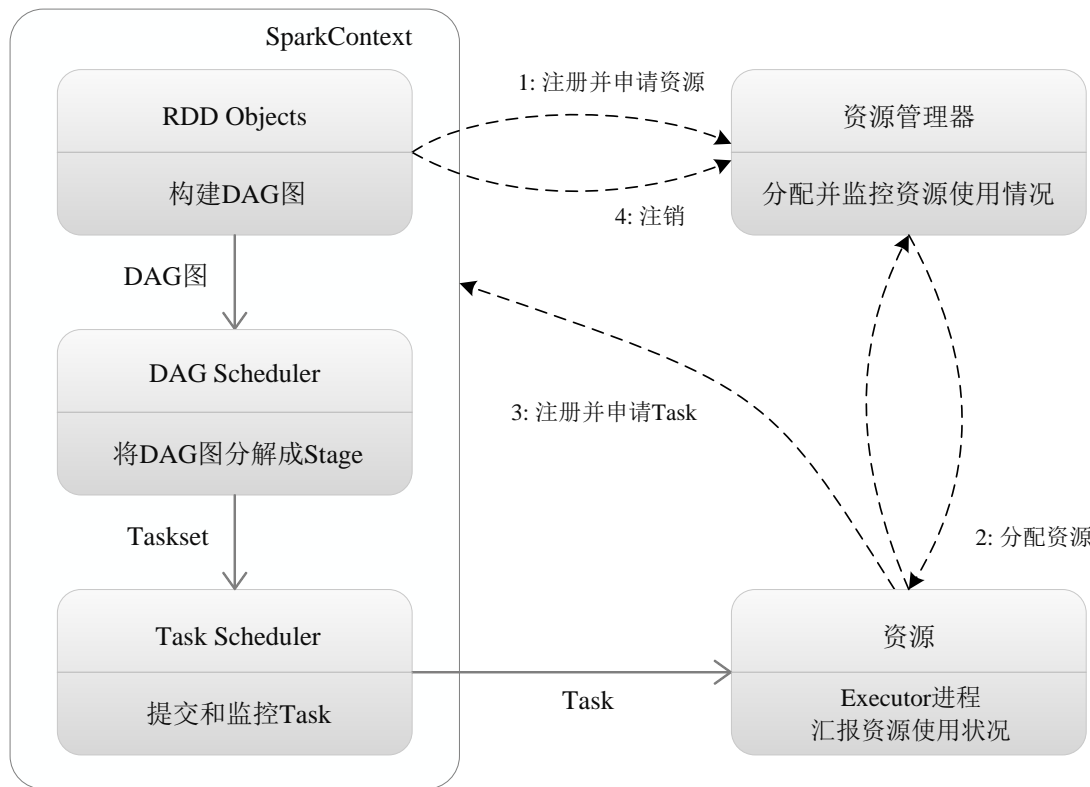 SparkContext
RDD Objects
构建DAG图
1: 注册并申请资源
4: 注销
资源管理器
分配并监控资源使用情况
DAG图
DAG Scheduler
将DAG图分解成Stage
3: 注册并申请Task
2: 分配资源
Taskset
Task Scheduler
提交和监控Task
Task
资源
Executor进程
汇报资源使用状况